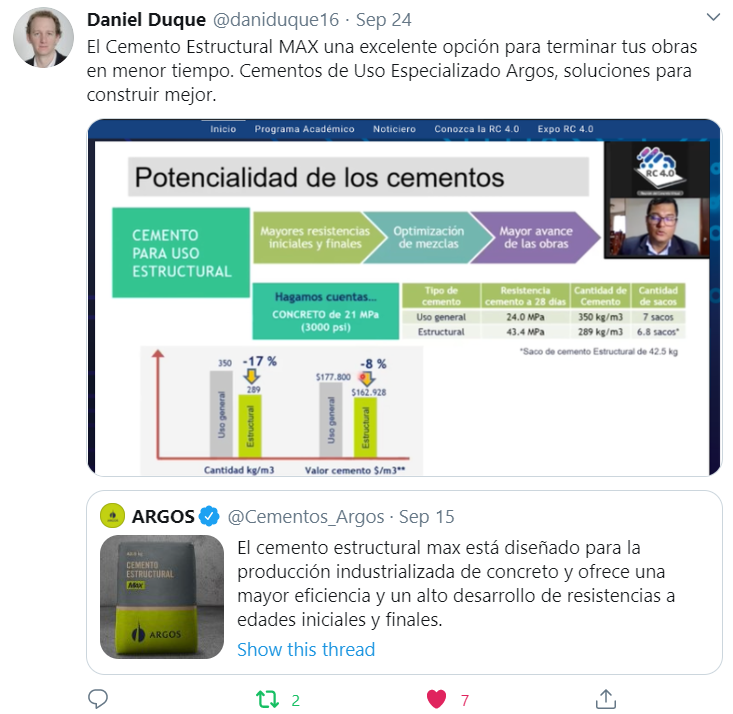 Daniel Duque @daniduque16 · Sep 24
El Cemento Estructural MAX una excelente opción para terminar tus obras
en menor tiempo. Cementos de Uso Especializado Argos, soluciones para
construir mejor.
Inicio Programa Académico Noticiero Conozca la RC 4.0 Expo RC 4.0
Potencialidad de los cementos
RC 4.0
CEMENTO
PARA USO
ESTRUCTURAL
Mayores resistencias
iniciales y finales
Optimización
de mezclas
Mayor avance
de las obras
Hagamos cuentas...
CONCRETO de 21 MPa
(3000 psi)
Tipo de cemento Resistencia cemento a 28 días Cantidad de Cemento Cantidad de sacos
Uso general 24.0 MPa 350 kg/m3 7 sacos
Estructural 43.4 MPa 289 kg/m3 6.8 sacos*
*Saco de cemento Estructural de 42.5 kg
350 -17 %
289
Uso general
Estructural
Cantidad kg/m3
-8 %
$177.800
$162.928
Uso general
Estructural
Valor cemento $/m3**
ARGOS @Cementos_Argos · Sep 15
El cemento estructural max está diseñado para la
producción industrializada de concreto y ofrece una
mayor eficiencia y un alto desarrollo de resistencias a
edades iniciales y finales.
Show this thread
CEMENTO
ESTRUCTURAL
MAX
ARGOS
2 7